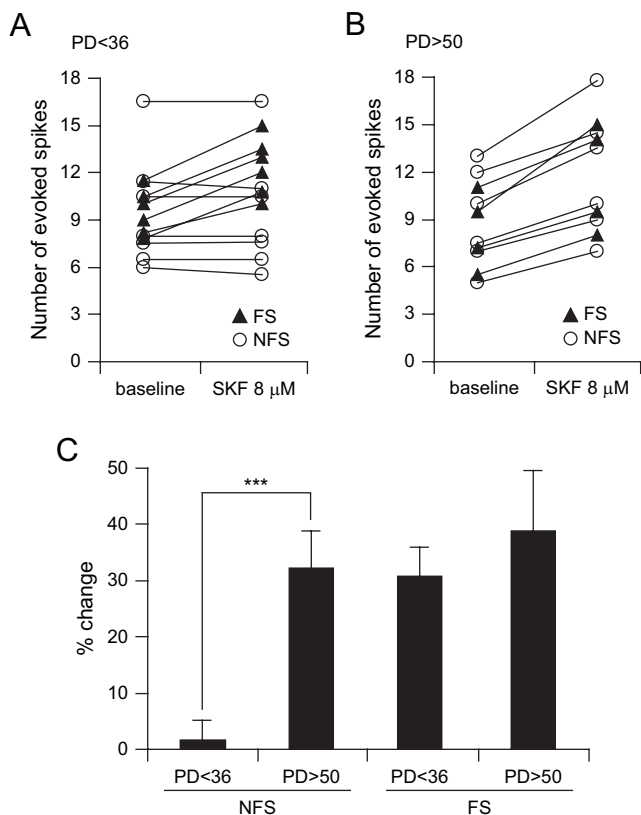 A
PD<36
Number of evoked spikes
18
15
12
9
6
3
0
▲ FS
○ NFS
baseline
SKF 8 μM
B
PD>50
Number of evoked spikes
18
15
12
9
6
3
0
▲ FS
○ NFS
baseline
SKF 8 μM
C
% change
50
40
30
20
10
0
***
PD<36
PD>50
PD<36
PD>50
NFS
FS